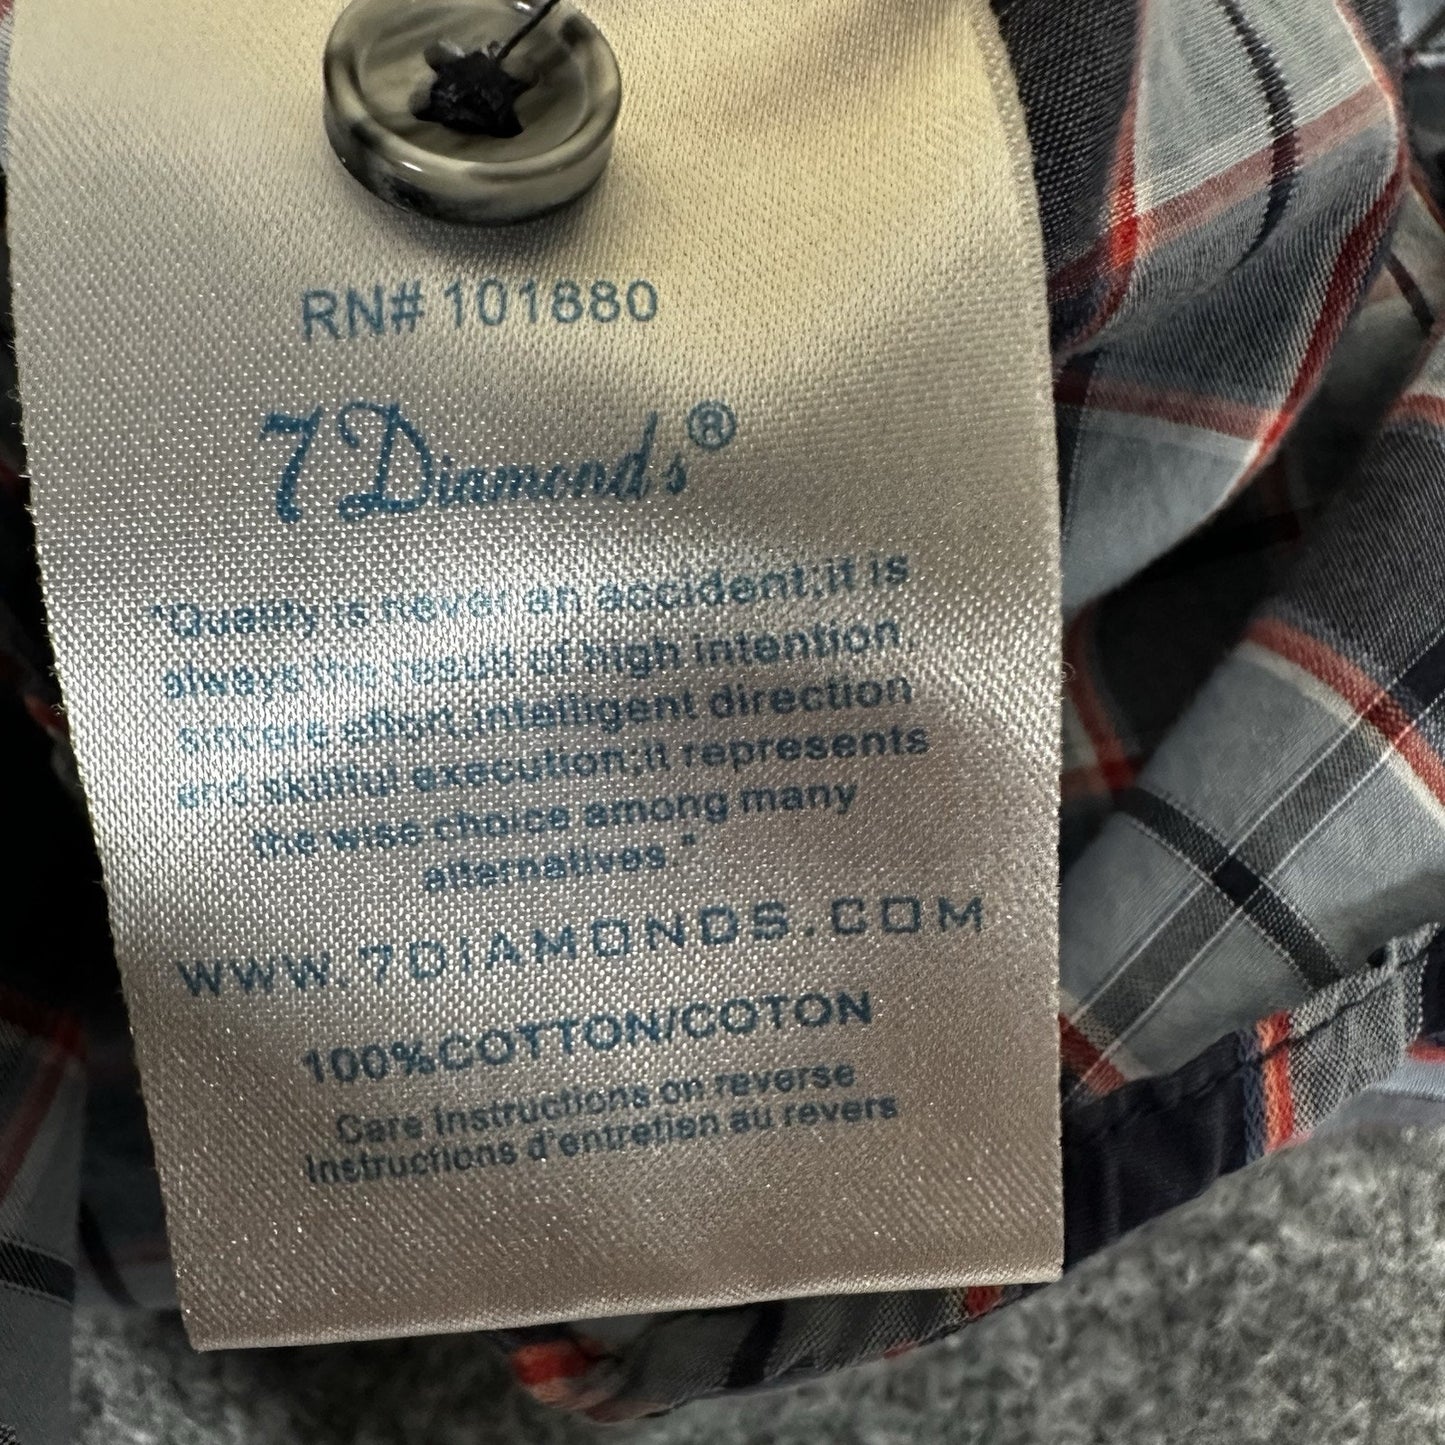 RN# 101880
7 Diamonds®
"Quality is never an accident;it is
always the result of high intention,
sincere effort,intelligent direction
and skillful execution;it represents
the wise choice among many
alternatives."
WWW.7DIAMONDS.COM
100%COTTON/COTON
Care Instructions on reverse
Instructions d'entretien au revers